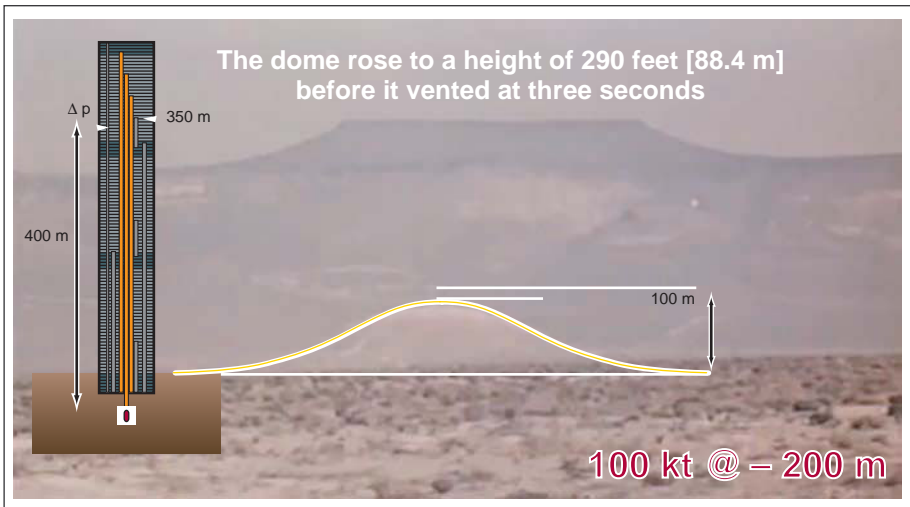 The dome rose to a height of 290 feet [88.4 m]
before it vented at three seconds
Δ p
350 m
400 m
100 m
100 kt @ – 200 m